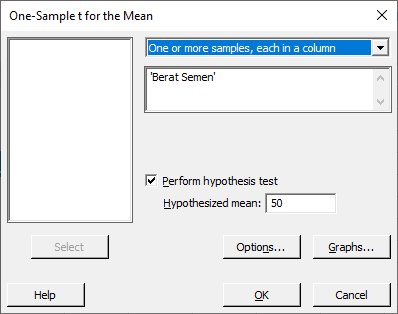 One-Sample t for the Mean
One or more samples, each in a column
'Berat Semen'
Perform hypothesis test
Hypothesized mean: 50
Select
Options...
Graphs...
Help
OK
Cancel